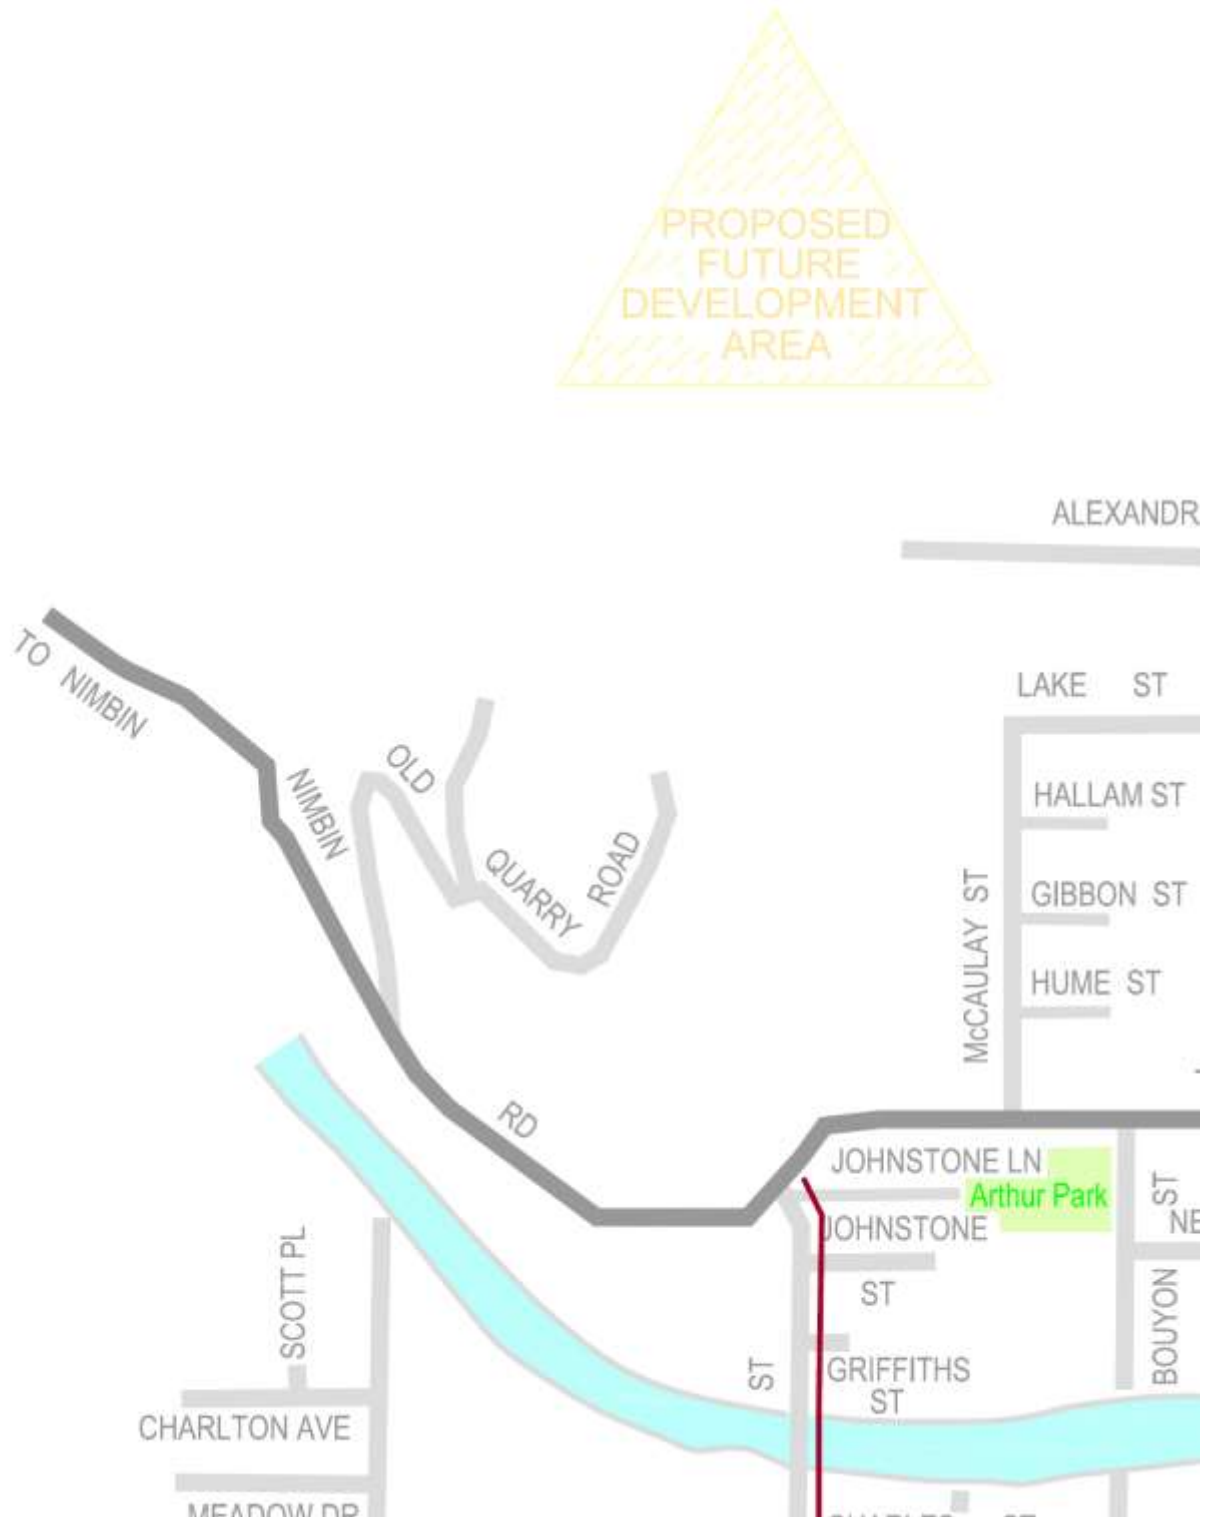 PROPOSED
FUTURE
DEVELOPMENT
AREA
ALEXANDR
TO NIMBIN
LAKE ST
OLD
NIMBIN
HALLAM ST
ROAD
QUARRY
GIBBON ST
McCAULAY ST
HUME ST
RD
JOHNSTONE LN
Arthur Park
ST
JOHNSTONE
NE
ST
SCOTT PL
BOUYON
ST
GRIFFITHS
ST
CHARLTON AVE
MEADOW DR